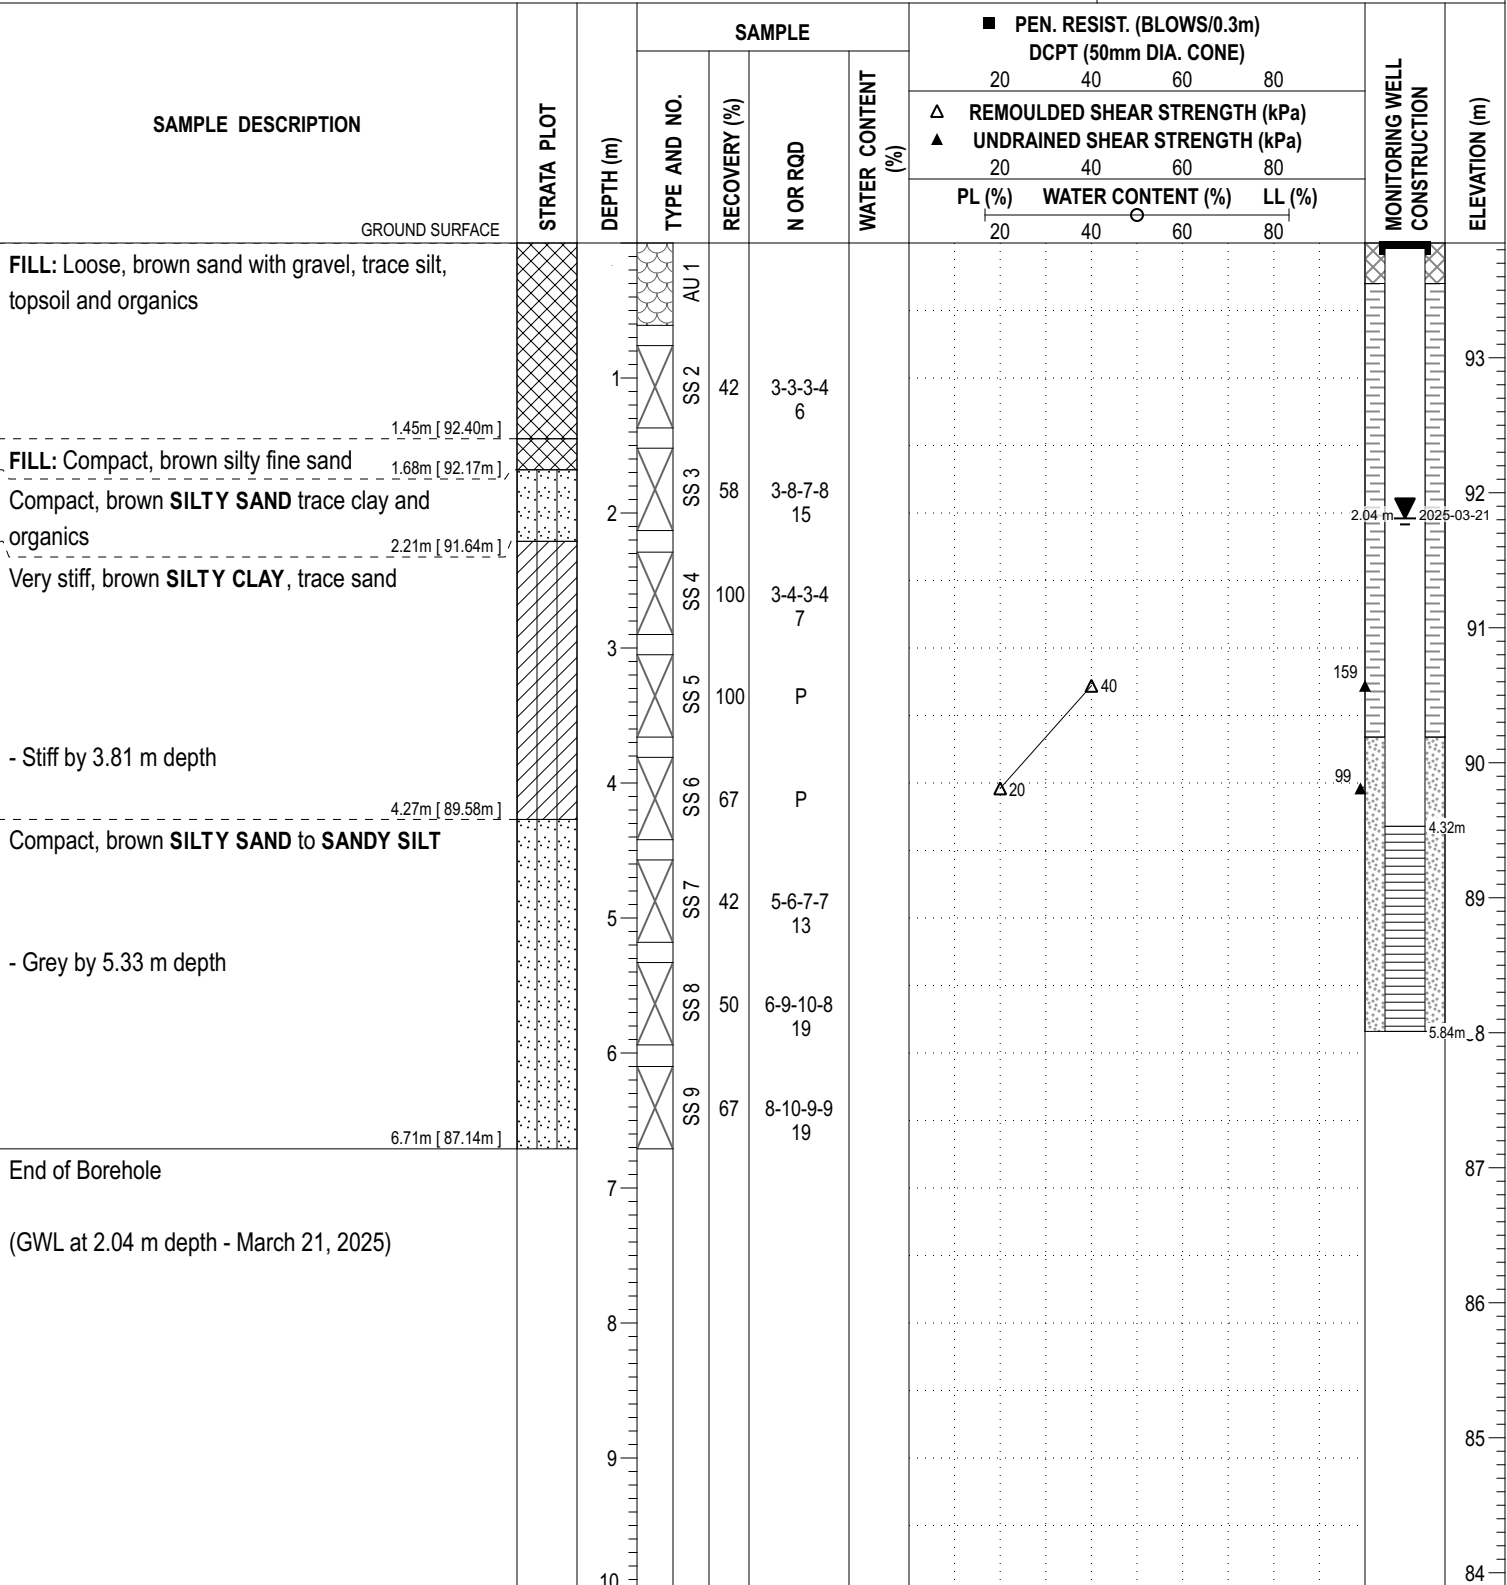 SAMPLE DESCRIPTION
GROUND SURFACE
STRATA PLOT
DEPTH (m)
SAMPLE
TYPE AND NO.
RECOVERY (%)
N OR RQD
WATER CONTENT
(%)
■ PEN. RESIST. (BLOWS/0.3m)
DCPT (50mm DIA. CONE)
20 40 60 80
△ REMOULDED SHEAR STRENGTH (kPa)
▲ UNDRAINED SHEAR STRENGTH (kPa)
20 40 60 80
PL (%) WATER CONTENT (%) LL (%)
20 40 60 80
MONITORING WELL
CONSTRUCTION
ELEVATION (m)
FILL: Loose, brown sand with gravel, trace silt,
topsoil and organics
1.45m [ 92.40m ]
FILL: Compact, brown silty fine sand
1.68m [ 92.17m ]
Compact, brown SILTY SAND trace clay and
organics
2.21m [ 91.64m ]
Very stiff, brown SILTY CLAY, trace sand
- Stiff by 3.81 m depth
4.27m [ 89.58m ]
Compact, brown SILTY SAND to SANDY SILT
- Grey by 5.33 m depth
6.71m [ 87.14m ]
End of Borehole
(GWL at 2.04 m depth - March 21, 2025)
1
2
3
4
5
6
7
8
9
10
AU 1
SS 2
42
3-3-3-4
6
SS 3
58
3-8-7-8
15
SS 4
100
3-4-3-4
7
SS 5
100
P
SS 6
67
P
SS 7
42
5-6-7-7
13
SS 8
50
6-9-10-8
19
SS 9
67
8-10-9-9
19
40
20
159
99
2.04 m
2025-03-21
4.32m
5.84m
93
92
91
90
89
8
87
86
85
84